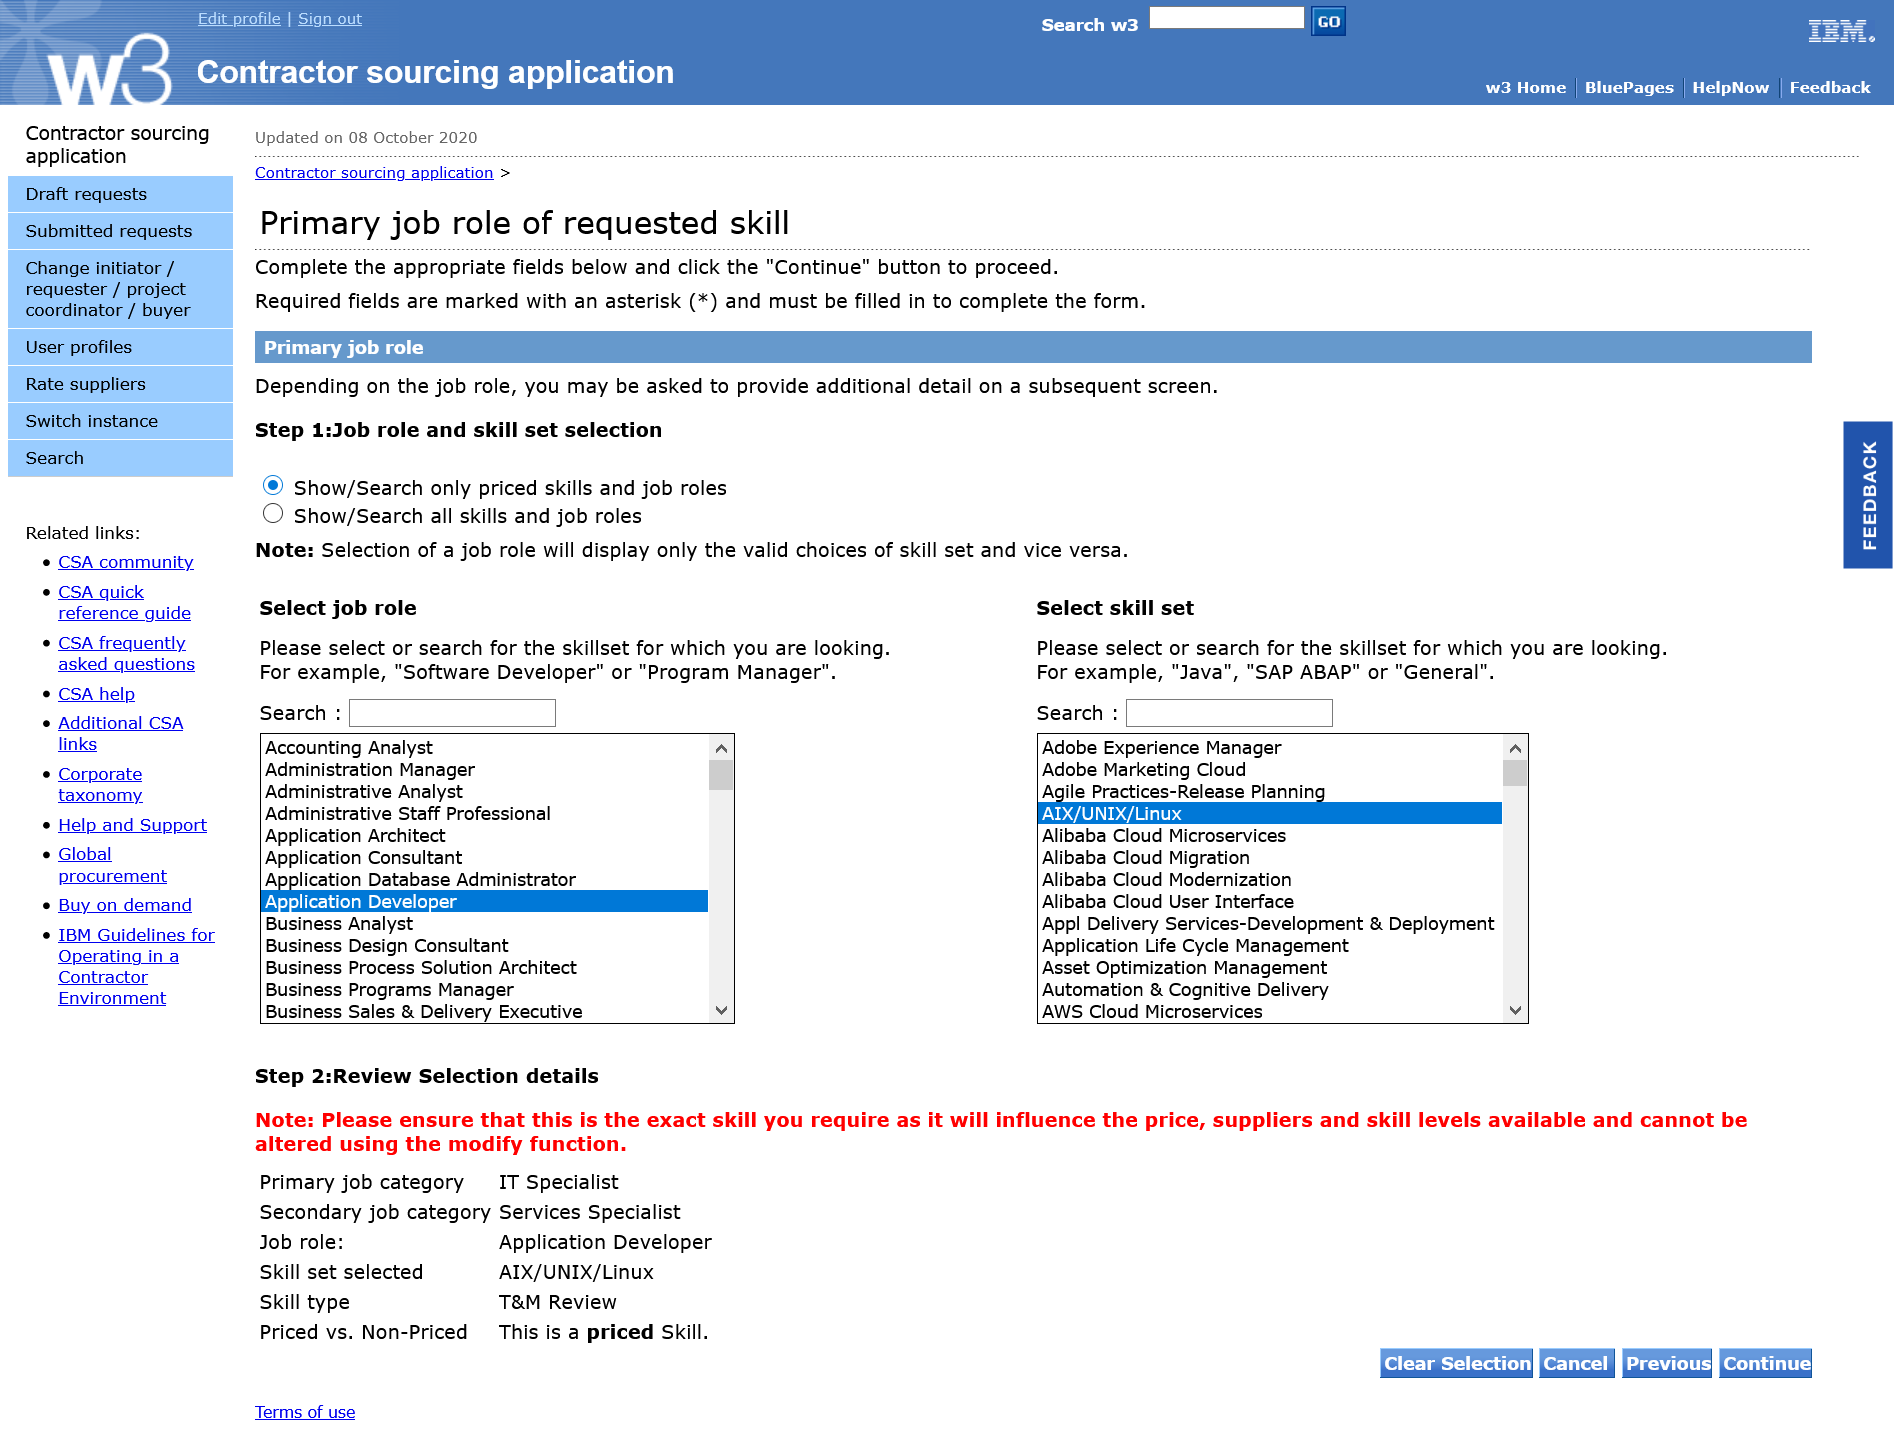 Edit profile | Sign out
Search w3 GO
IBM.
w3 Contractor sourcing application
w3 Home BluePages HelpNow Feedback
Contractor sourcing
application
Draft requests
Submitted requests
Change initiator /
requester / project
coordinator / buyer
User profiles
Rate suppliers
Switch instance
Search
Related links:
• CSA community
• CSA quick
reference guide
• CSA frequently
asked questions
• CSA help
• Additional CSA
links
• Corporate
taxonomy
• Help and Support
• Global
procurement
• Buy on demand
• IBM Guidelines for
Operating in a
Contractor
Environment
Updated on 08 October 2020
Contractor sourcing application >
Primary job role of requested skill
Complete the appropriate fields below and click the "Continue" button to proceed.
Required fields are marked with an asterisk (*) and must be filled in to complete the form.
Primary job role
Depending on the job role, you may be asked to provide additional detail on a subsequent screen.
Step 1:Job role and skill set selection
Show/Search only priced skills and job roles
Show/Search all skills and job roles
Note: Selection of a job role will display only the valid choices of skill set and vice versa.
Select job role
Please select or search for the skillset for which you are looking.
For example, "Software Developer" or "Program Manager".
Search :
Accounting Analyst
Administration Manager
Administrative Analyst
Administrative Staff Professional
Application Architect
Application Consultant
Application Database Administrator
Application Developer
Business Analyst
Business Design Consultant
Business Process Solution Architect
Business Programs Manager
Business Sales & Delivery Executive
Select skill set
Please select or search for the skillset for which you are looking.
For example, "Java", "SAP ABAP" or "General".
Search :
Adobe Experience Manager
Adobe Marketing Cloud
Agile Practices-Release Planning
AIX/UNIX/Linux
Alibaba Cloud Microservices
Alibaba Cloud Migration
Alibaba Cloud Modernization
Alibaba Cloud User Interface
Appl Delivery Services-Development & Deployment
Application Life Cycle Management
Asset Optimization Management
Automation & Cognitive Delivery
AWS Cloud Microservices
FEEDBACK
Step 2:Review Selection details
Note: Please ensure that this is the exact skill you require as it will influence the price, suppliers and skill levels available and cannot be
altered using the modify function.
Primary job category IT Specialist
Secondary job category Services Specialist
Job role: Application Developer
Skill set selected AIX/UNIX/Linux
Skill type T&M Review
Priced vs. Non-Priced This is a priced Skill.
Clear Selection Cancel Previous Continue
Terms of use